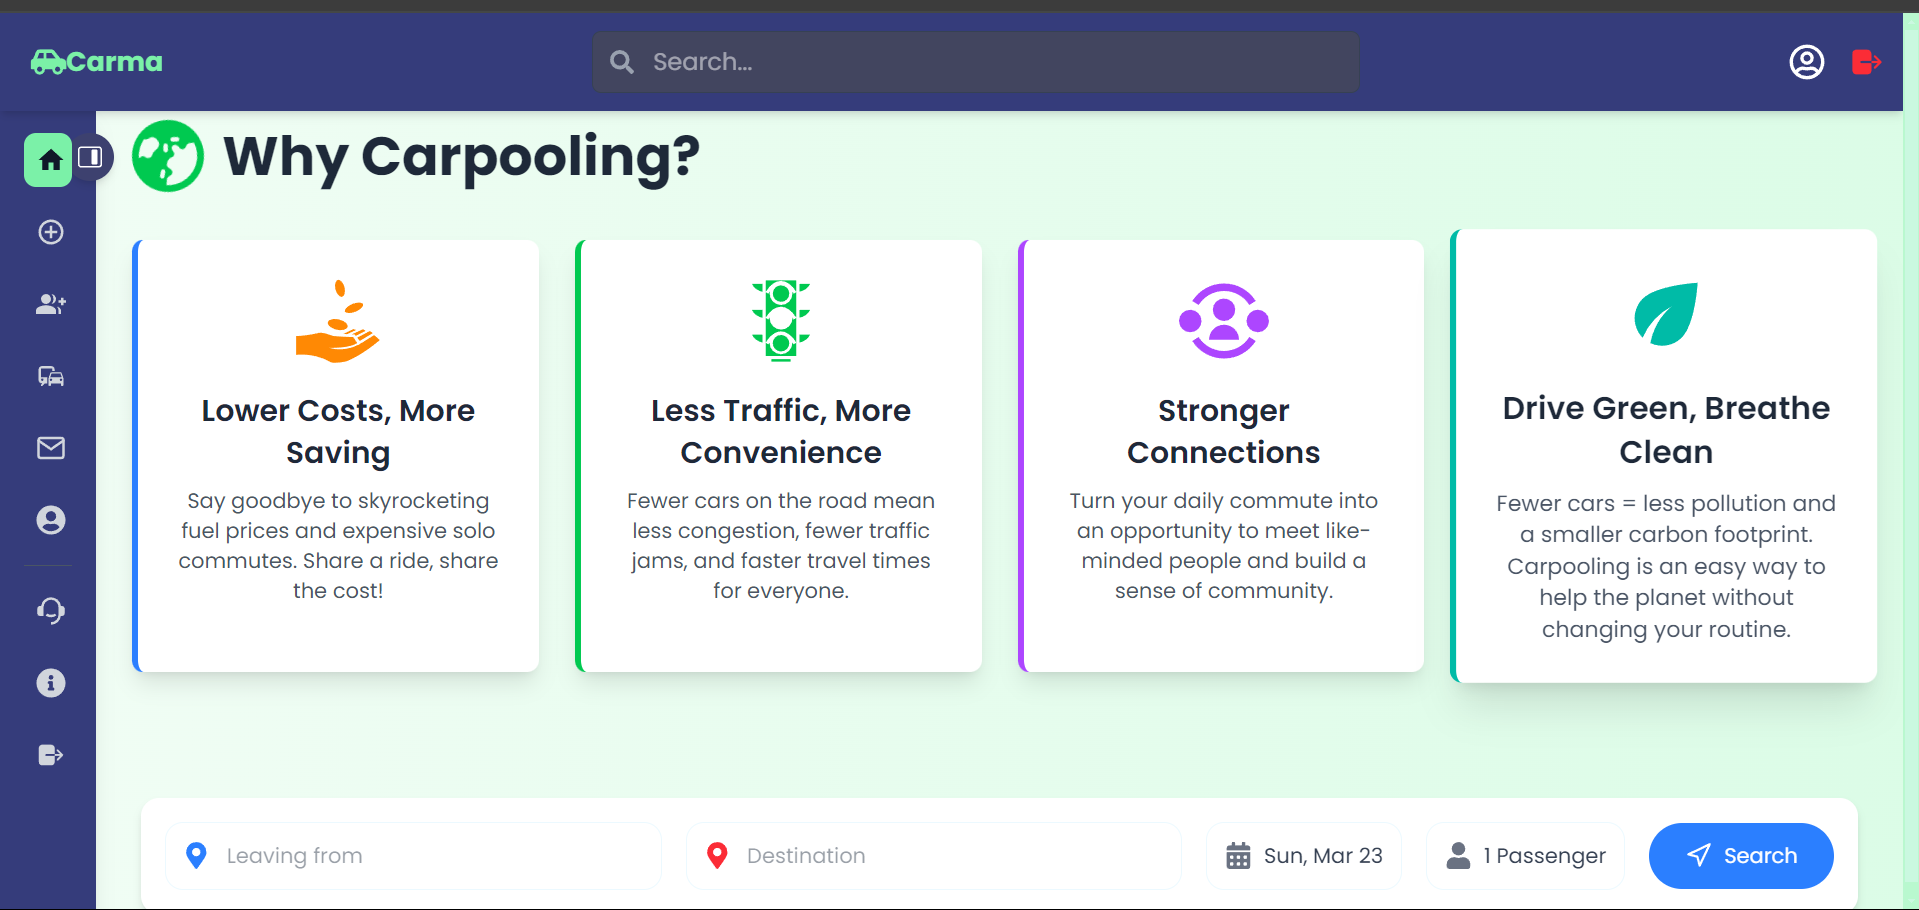 Carma
Search...
Why Carpooling?
Lower Costs, More
Saving
Say goodbye to skyrocketing
fuel prices and expensive solo
commutes. Share a ride, share
the cost!
Less Traffic, More
Convenience
Fewer cars on the road mean
less congestion, fewer traffic
jams, and faster travel times
for everyone.
Stronger
Connections
Turn your daily commute into
an opportunity to meet like-
minded people and build a
sense of community.
Drive Green, Breathe
Clean
Fewer cars = less pollution and
a smaller carbon footprint.
Carpooling is an easy way to
help the planet without
changing your routine.
Leaving from
Destination
Sun, Mar 23
1 Passenger
Search